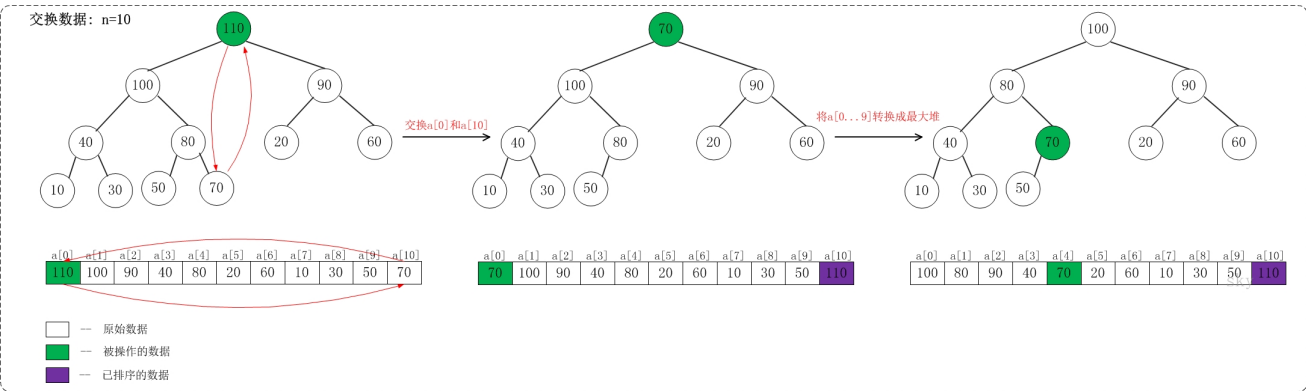 交换数据: n=10
110
100 90
40 80 20 60
10 30 50 70
交换a[0]和a[10]
70
100 90
40 80 20 60
10 30 50
将a[0...9]转换成最大堆
100
80 90
40 70 20 60
10 30 50
a[0] a[1] a[2] a[3] a[4] a[5] a[6] a[7] a[8] a[9] a[10]
110 100 90 40 80 20 60 10 30 50 70
a[0] a[1] a[2] a[3] a[4] a[5] a[6] a[7] a[8] a[9] a[10]
70 100 90 40 80 20 60 10 30 50 110
a[0] a[1] a[2] a[3] a[4] a[5] a[6] a[7] a[8] a[9] a[10]
100 80 90 40 70 20 60 10 30 50 110
-- 原始数据
-- 被操作的数据
-- 已排序的数据